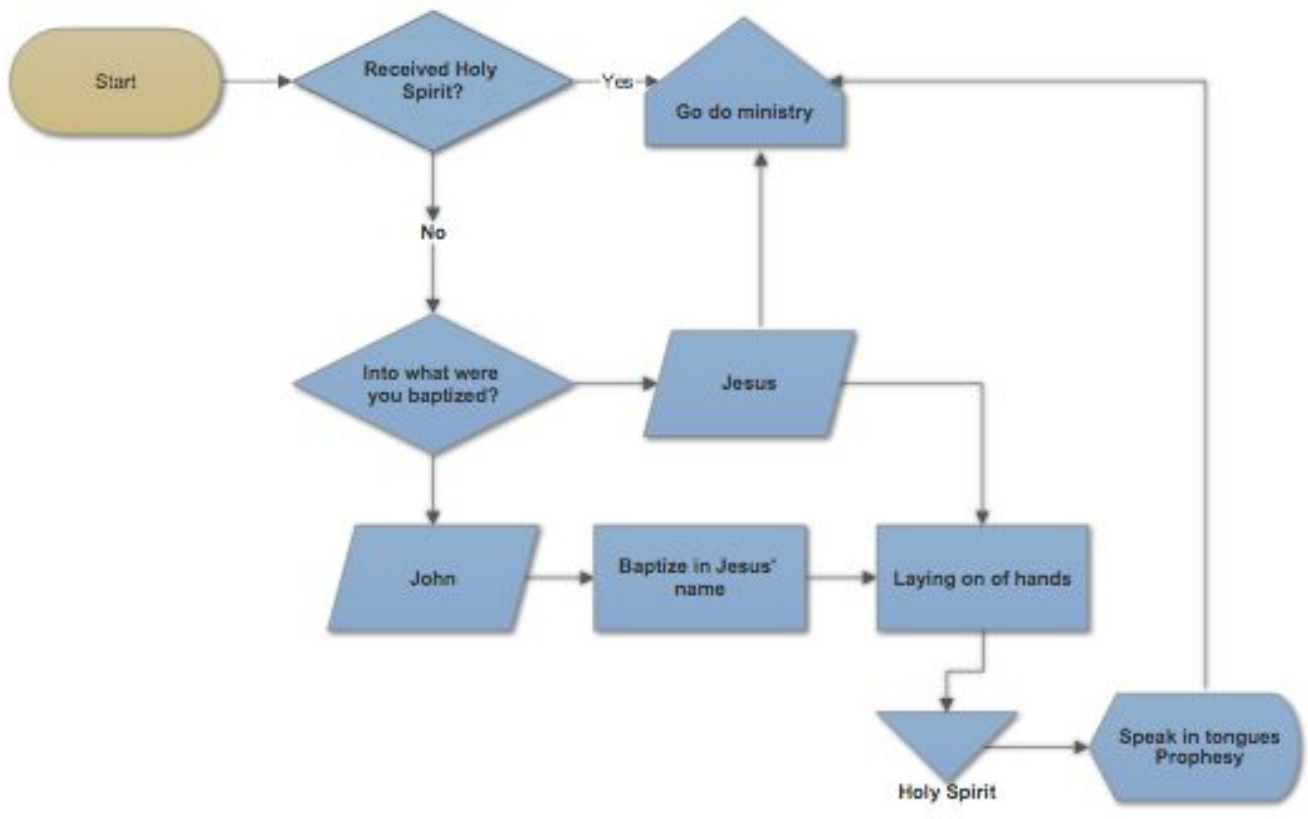 Start
Received Holy
Spirit?
Yes
Go do ministry
No
Into what were
you baptized?
Jesus
John
Baptize in Jesus'
name
Laying on of hands
Holy Spirit
Speak in tongues
Prophesy